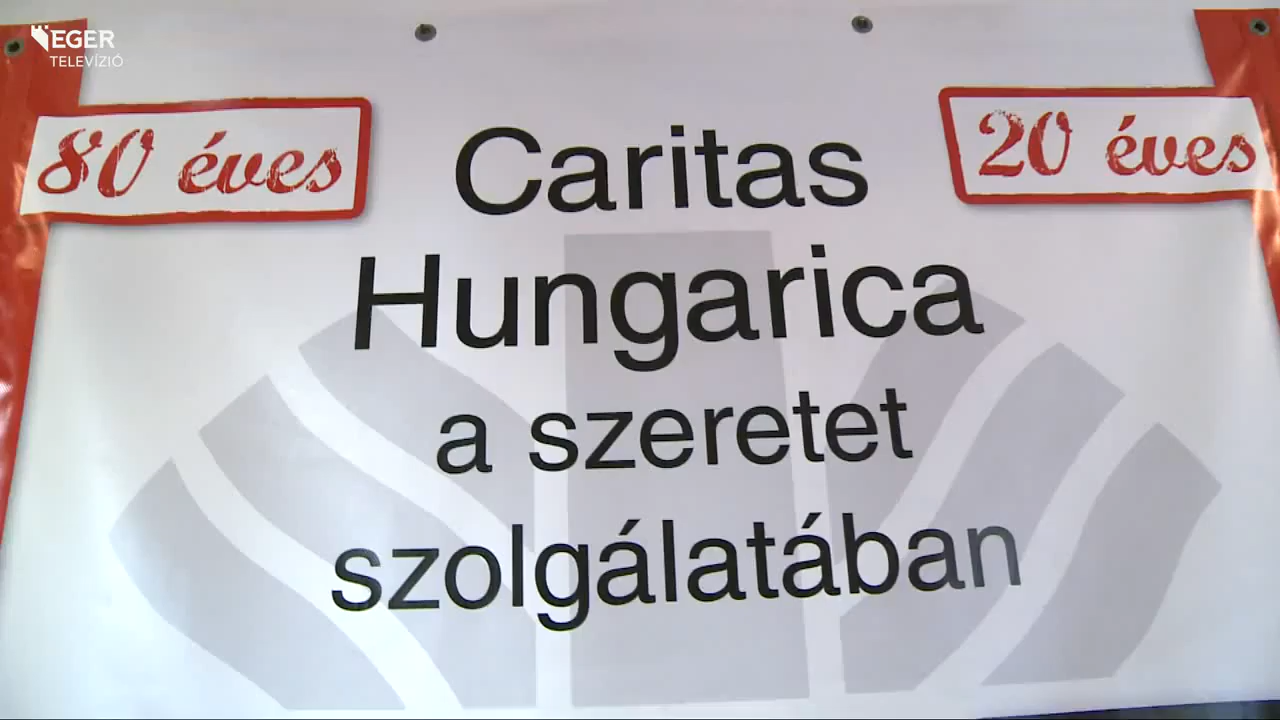 EGER
TELEVÍZIÓ
80 éves
20 éves
Caritas
Hungarica
a szeretet
szolgálatában